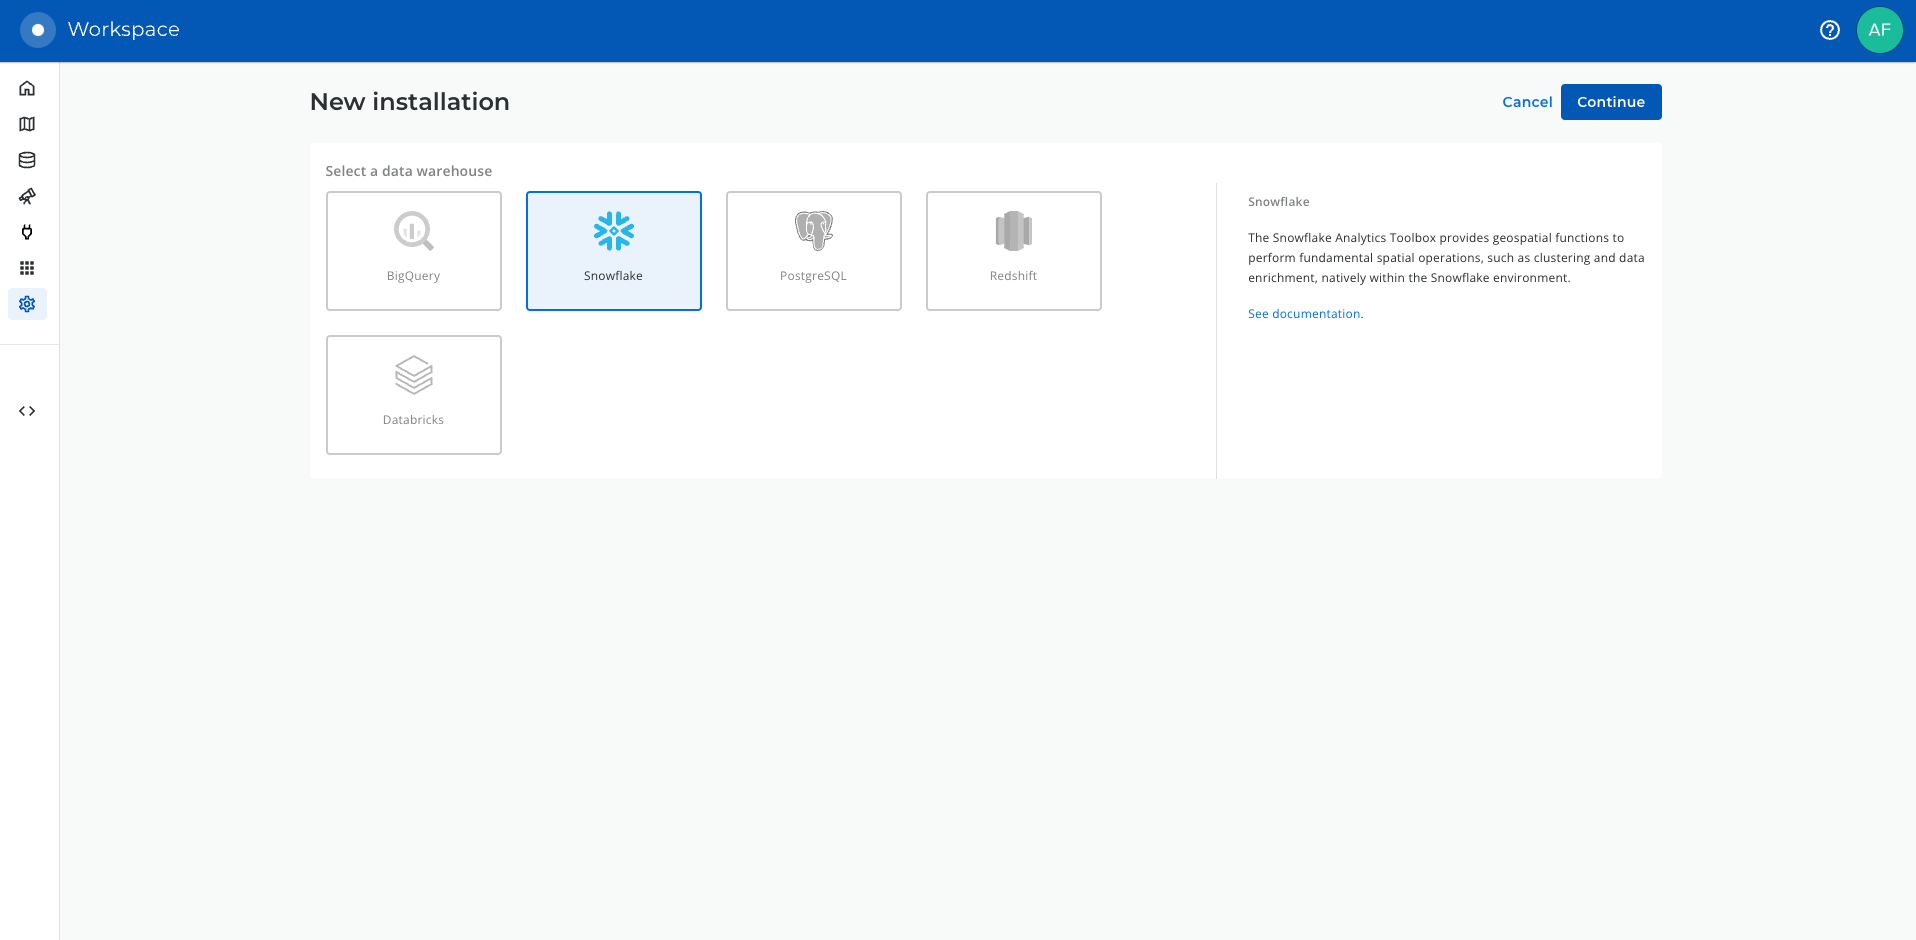 Workspace
AF
New installation
Cancel
Continue
Select a data warehouse
BigQuery
Snowflake
PostgreSQL
Redshift
Databricks
Snowflake
The Snowflake Analytics Toolbox provides geospatial functions to
perform fundamental spatial operations, such as clustering and data
enrichment, natively within the Snowflake environment.
See documentation.